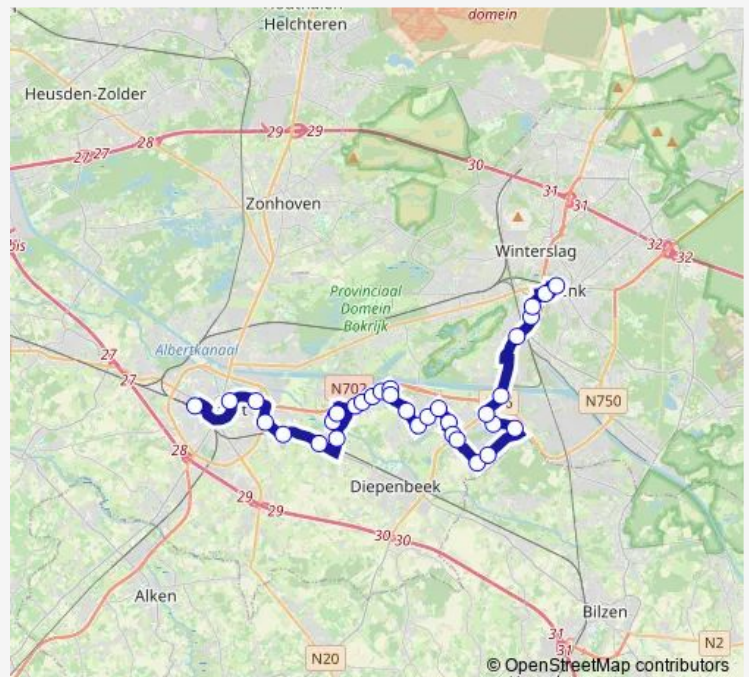 Helchteren
domein
Heusden-Zolder
28
29 29
27 27
30
Zonhoven
31
31
Winterslag
32
32
Provinciaal
Domein
Bokrijk
nk
Albertkanaal
27
27
N702
N750
t
28
Diepenbeek
29
29
30 30
Alken
Bilzen
31
31
N2
N20
© OpenStreetMap contributors